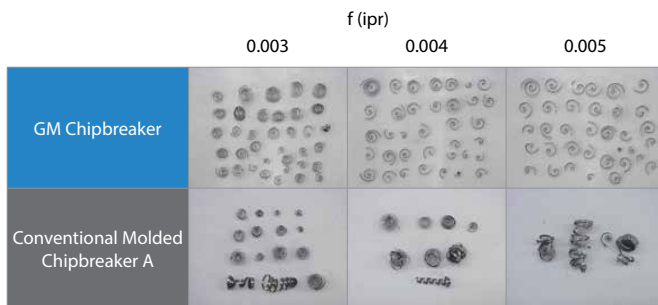 f (ipr)
0.003 0.004 0.005
GM Chipbreaker
Conventional Molded
Chipbreaker A